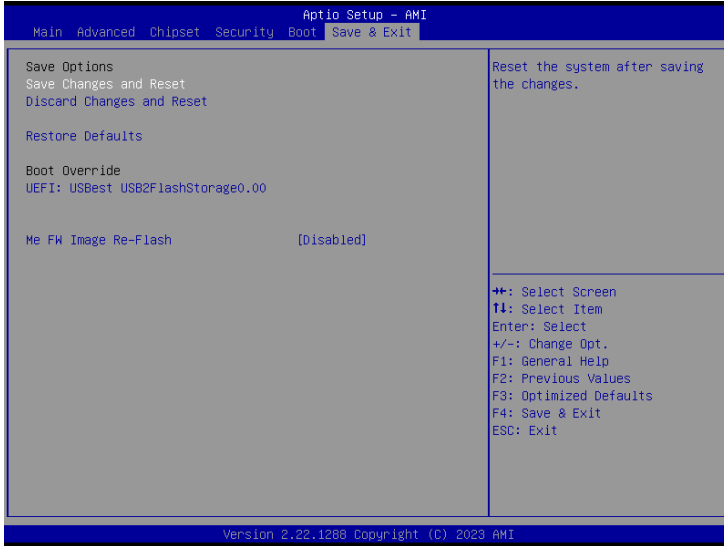 Aptio Setup - AMI
Main Advanced Chipset Security Boot Save & Exit
Save Options
Save Changes and Reset
Discard Changes and Reset
Restore Defaults
Boot Override
UEFI: USBest USB2FlashStorage0.00
Me FW Image Re-Flash [Disabled]
Reset the system after saving
the changes.
→←: Select Screen
↑↓: Select Item
Enter: Select
+/-: Change Opt.
F1: General Help
F2: Previous Values
F3: Optimized Defaults
F4: Save & Exit
ESC: Exit
Version 2.22.1288 Copyright (C) 2023 AMI